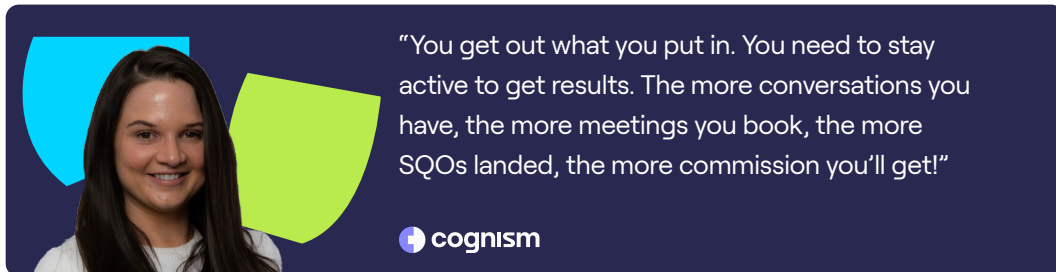 “You get out what you put in. You need to stay
active to get results. The more conversations you
have, the more meetings you book, the more
SQOs landed, the more commission you’ll get!”
cognism